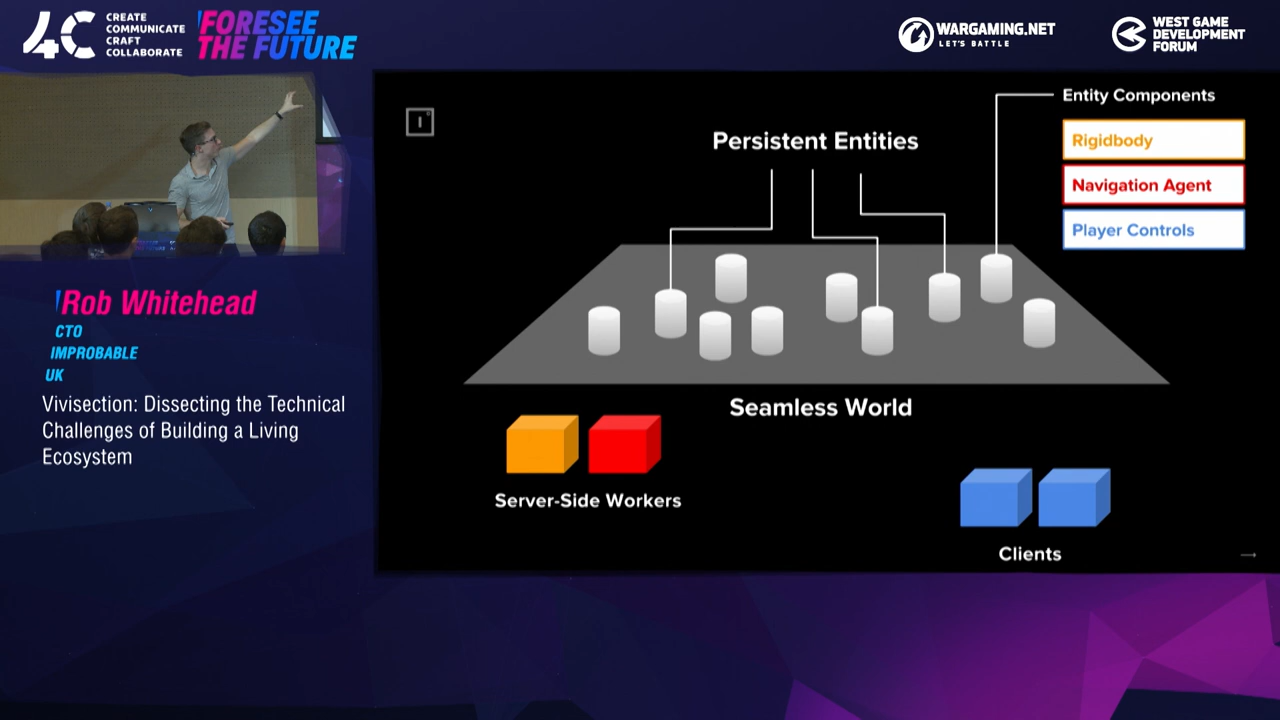 4C
CREATE
COMMUNICATE
CRAFT
COLLABORATE
FORESEE
THE FUTURE
WARGAMING.NET
LET'S BATTLE
WEST GAME
DEVELOPMENT
FORUM
Rob Whitehead
CTO
IMPROBABLE
UK
Vivisection: Dissecting the Technical
Challenges of Building a Living
Ecosystem
I
Persistent Entities
Entity Components
Rigidbody
Navigation Agent
Player Controls
Seamless World
Server-Side Workers
Clients
→